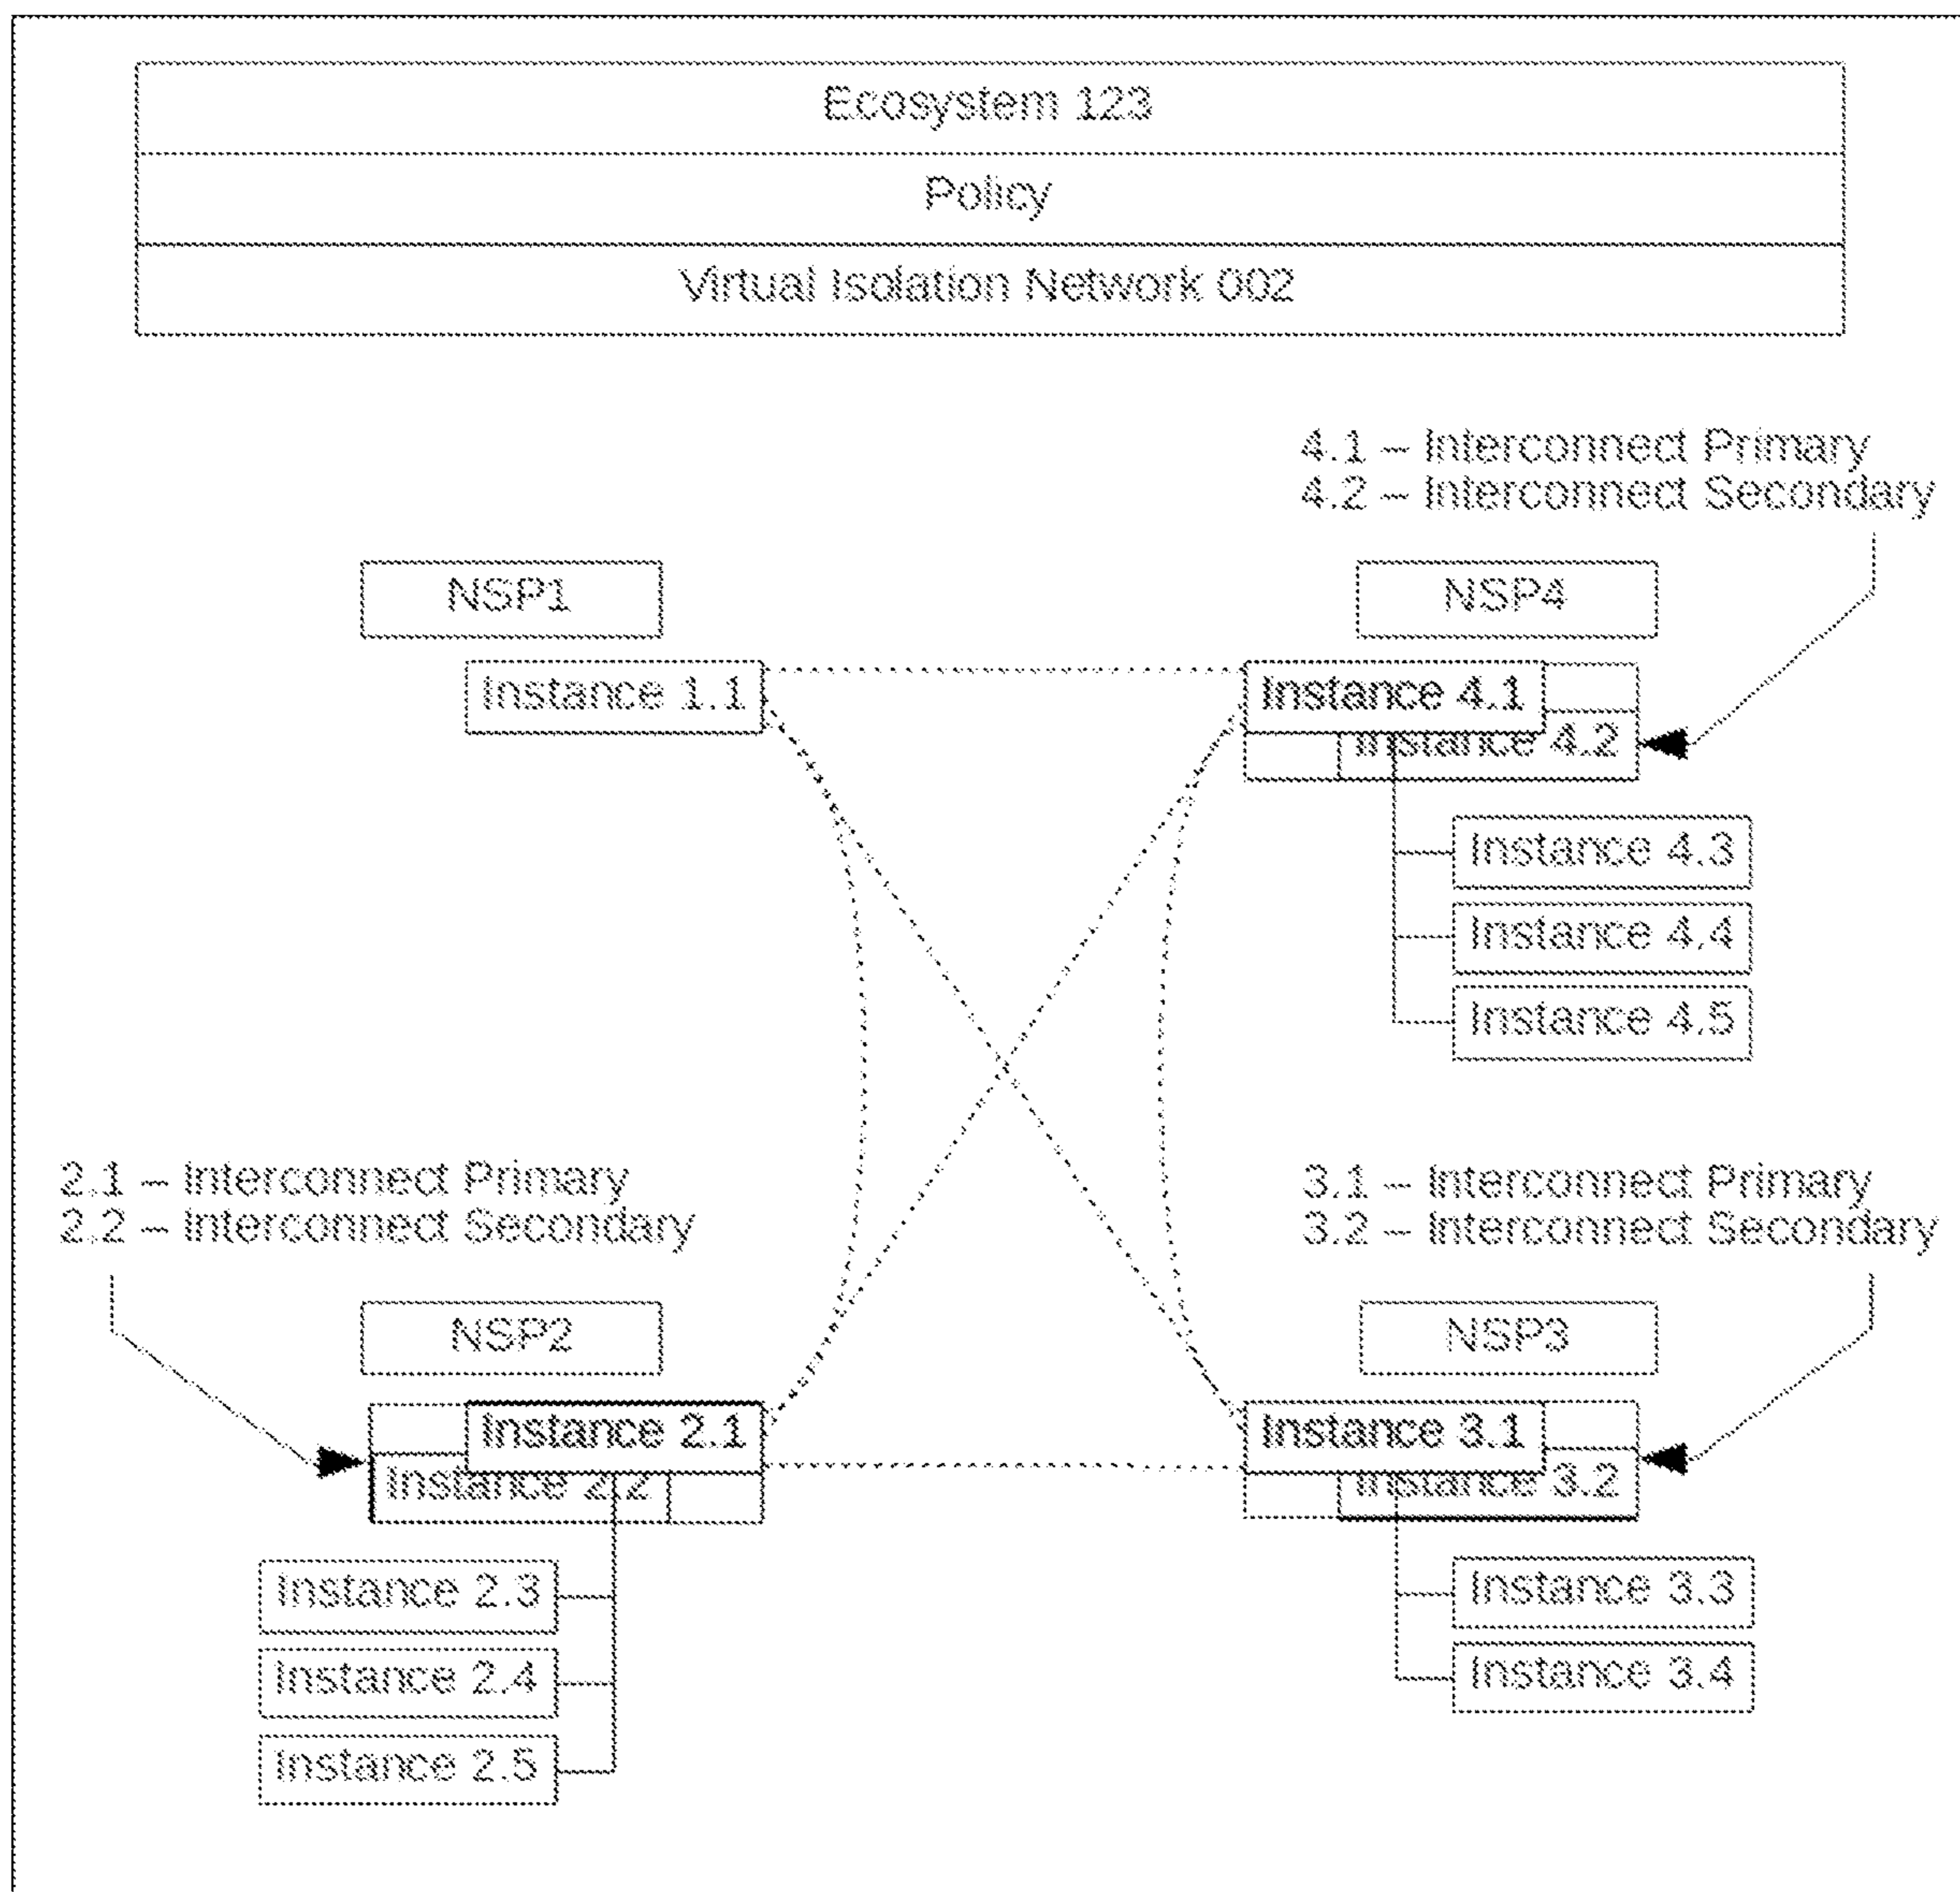 Ecosystem 123
Policy
Virtual Isolation Network 002
4.1 – Interconnect Primary
4.2 – Interconnect Secondary
NSP1
NSP4
Instance 1.1
Instance 4.1
Instance 4.2
Instance 4.3
Instance 4.4
Instance 4.5
2.1 – Interconnect Primary
2.2 – Interconnect Secondary
3.1 – Interconnect Primary
3.2 – Interconnect Secondary
NSP2
NSP3
Instance 2.1
Instance 2.2
Instance 3.1
Instance 3.2
Instance 2.3
Instance 2.4
Instance 2.5
Instance 3.3
Instance 3.4